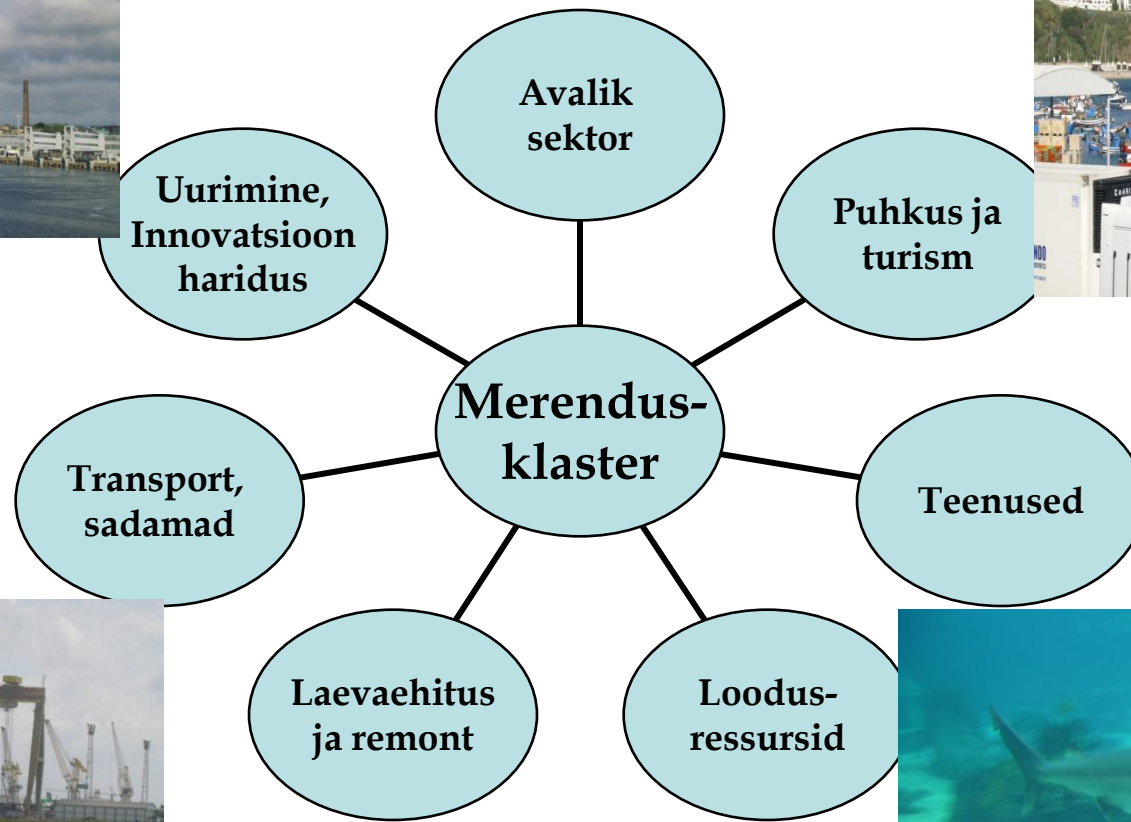 Avalik
sektor
Uurimine,
Innovatsioon
haridus
Puhkus ja
turism
Merendus-
klaster
Transport,
sadamad
Teenused
Laevaehitus
ja remont
Loodus-
ressursid